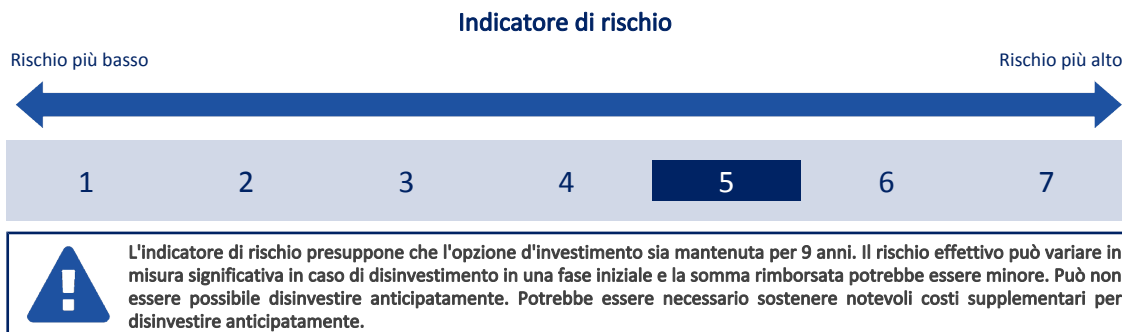 Indicatore di rischio
Rischio più basso
Rischio più alto
1 2 3 4 5 6 7
L'indicatore di rischio presuppone che l'opzione d'investimento sia mantenuta per 9 anni. Il rischio effettivo può variare in
misura significativa in caso di disinvestimento in una fase iniziale e la somma rimborsata potrebbe essere minore. Può non
essere possibile disinvestire anticipatamente. Potrebbe essere necessario sostenere notevoli costi supplementari per
disinvestire anticipatamente.